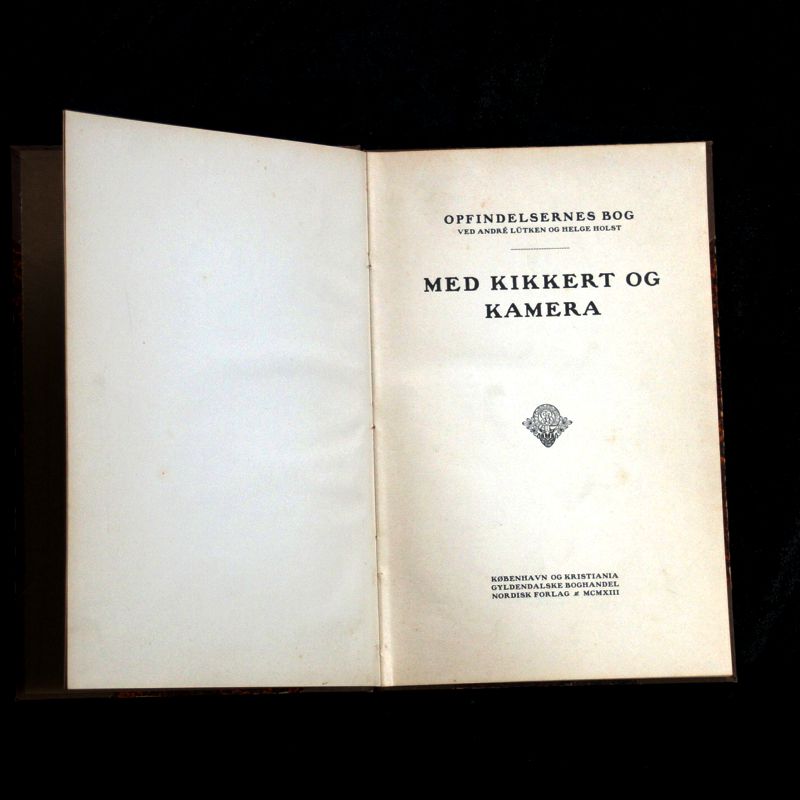 OPFINDELSERNES BOG
VED ANDRÉ LÜTKEN OG HELGE HOLST
MED KIKKERT OG
KAMERA
KØBENHAVN OG KRISTIANIA
GYLDENDALSKE BOGHANDEL
NORDISK FORLAG MCMXIII